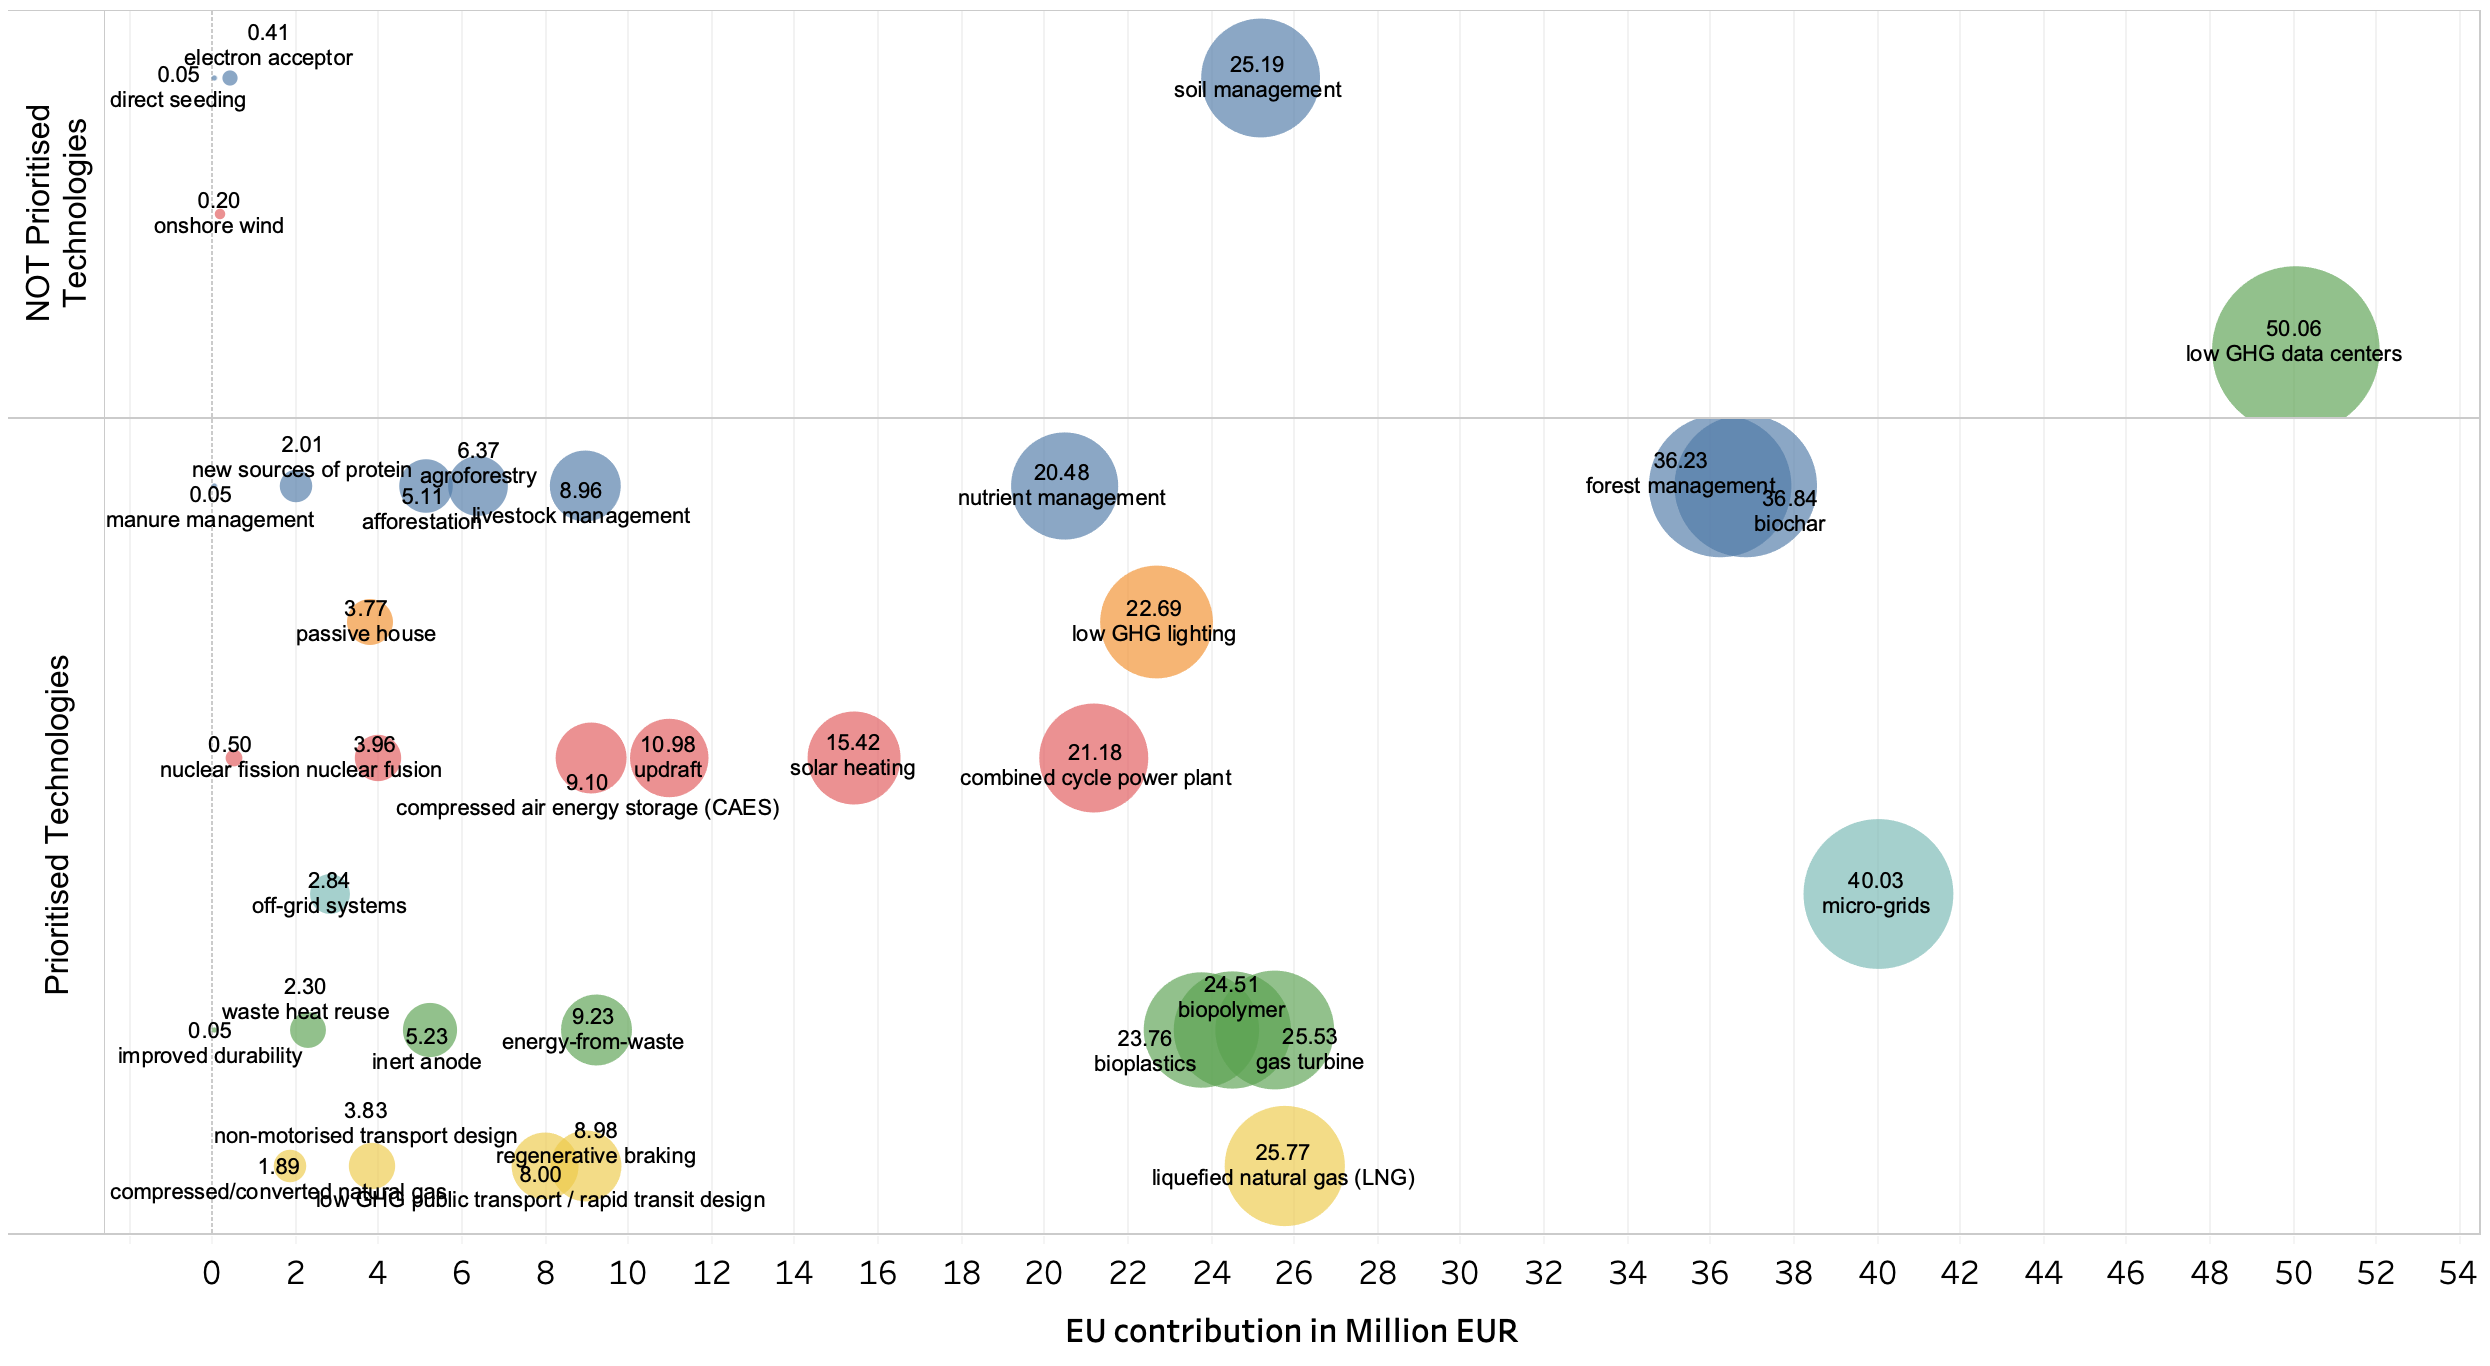 NOT Prioritised
Technologies
0.41
electron acceptor
0.05
direct seeding
25.19
soil management
0.20
onshore wind
50.06
low GHG data centers
Prioritised Technologies
2.01
new sources of protein
0.05
manure management
6.37
agroforestry
5.11
afforestation
8.96
livestock management
20.48
nutrient management
36.23
forest management
36.84
biochar
3.77
passive house
22.69
low GHG lighting
0.50
nuclear fission
3.96
nuclear fusion
9.10
compressed air energy storage (CAES)
10.98
updraft
15.42
solar heating
21.18
combined cycle power plant
2.84
off-grid systems
40.03
micro-grids
2.30
waste heat reuse
0.05
improved durability
5.23
inert anode
9.23
energy-from-waste
23.76
bioplastics
24.51
biopolymer
25.53
gas turbine
3.83
non-motorised transport design
1.89
compressed/converted natural gas
8.98
regenerative braking
8.00
low GHG public transport / rapid transit design
25.77
liquefied natural gas (LNG)
0 2 4 6 8 10 12 14 16 18 20 22 24 26 28 30 32 34 36 38 40 42 44 46 48 50 52 54
EU contribution in Million EUR